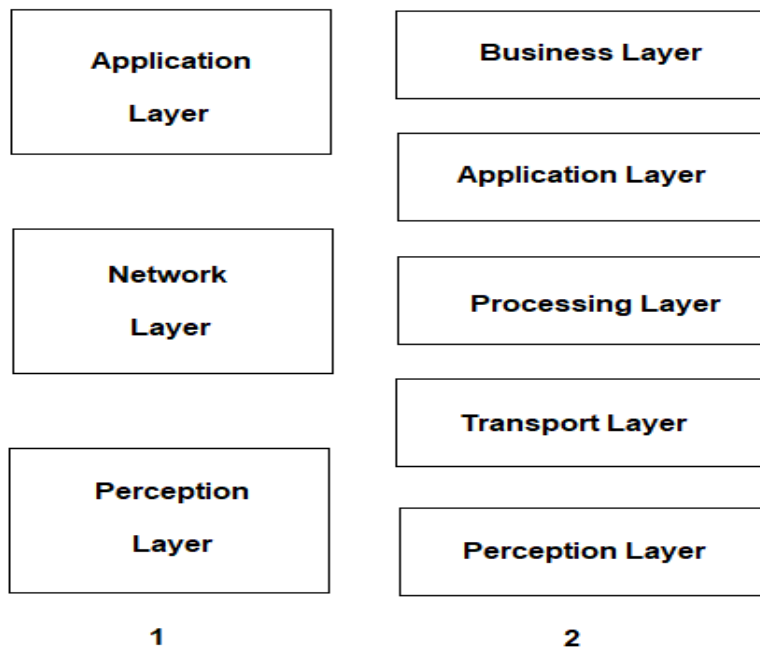 Application
Layer
Network
Layer
Perception
Layer
1
Business Layer
Application Layer
Processing Layer
Transport Layer
Perception Layer
2